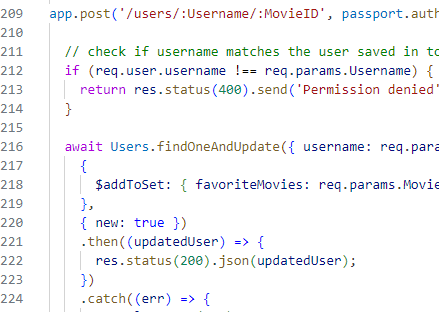 209 app.post('/users/:Username/:MovieID', passport.auth
210
211 // check if username matches the user saved in to
212 if (req.user.username !== req.params.Username) {
213 return res.status(400).send('Permission denied'
214 }
215
216 await Users.findOneAndUpdate({ username: req.para
217 {
218 $addToSet: { favoriteMovies: req.params.Movie
219 },
220 { new: true })
221 .then((updatedUser) => {
222 res.status(200).json(updatedUser);
223 })
224 .catch((err) => {